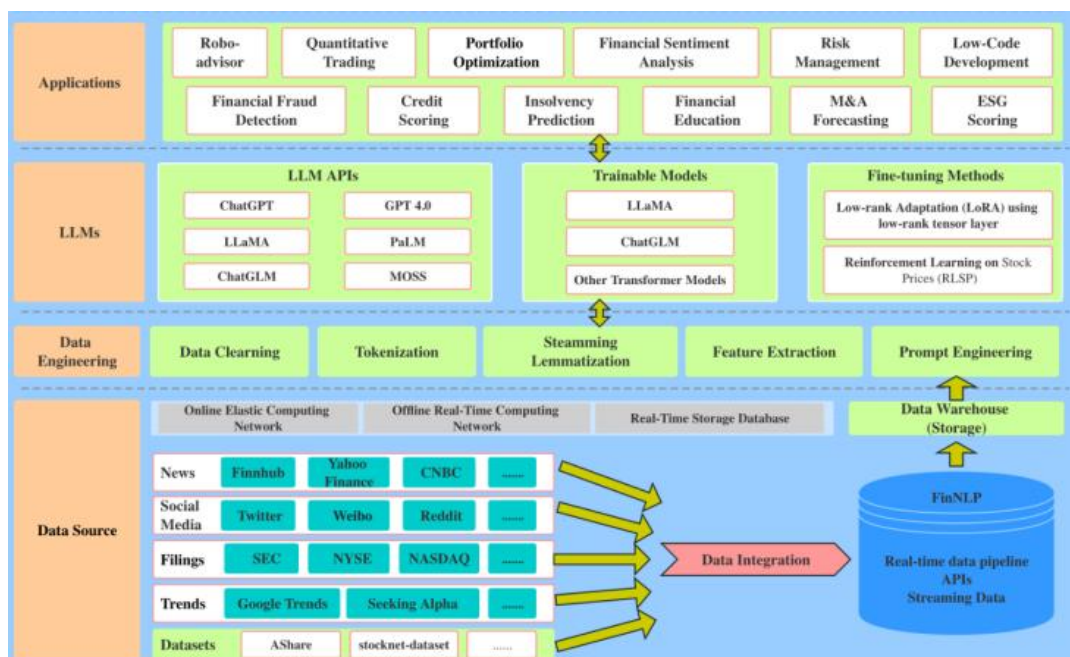 Applications
Robo-
advisor
Quantitative
Trading
Portfolio
Optimization
Financial Sentiment
Analysis
Risk
Management
Low-Code
Development
Financial Fraud
Detection
Credit
Scoring
Insolvency
Prediction
Financial
Education
M&A
Forecasting
ESG
Scoring
LLMs
LLM APIs
ChatGPT
GPT 4.0
LLaMA
PaLM
ChatGLM
MOSS
Trainable Models
LLaMA
ChatGLM
Other Transformer Models
Fine-tuning Methods
Low-rank Adaptation (LoRA) using
low-rank tensor layer
Reinforcement Learning on Stock
Prices (RLSP)
Data
Engineering
Data Clearning
Tokenization
Steamming
Lemmatization
Feature Extraction
Prompt Engineering
Data Source
Online Elastic Computing
Network
Offline Real-Time Computing
Network
Real-Time Storage Database
Data Warehouse
(Storage)
News
Finnhub
Yahoo
Finance
CNBC
......
Social
Media
Twitter
Weibo
Reddit
......
Filings
SEC
NYSE
NASDAQ
......
Trends
Google Trends
Seeking Alpha
......
Datasets
AShare
stocknet-dataset
......
Data Integration
FinNLP
Real-time data pipeline
APIs
Streaming Data